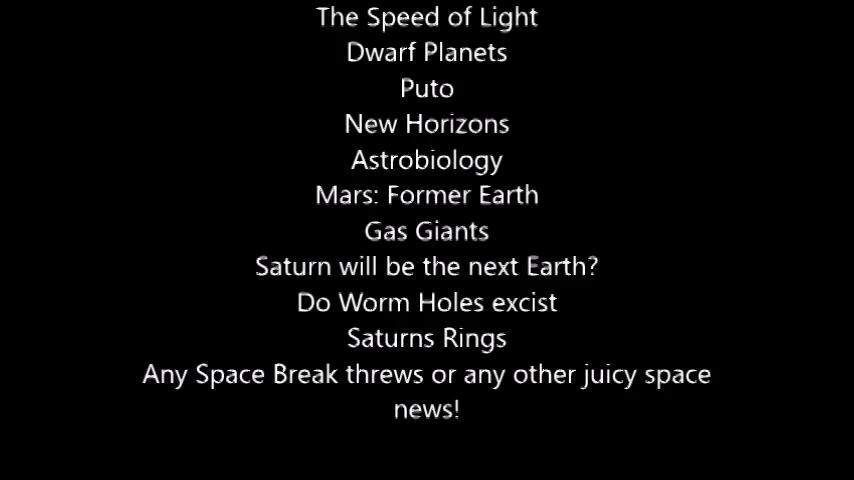 The Speed of Light
Dwarf Planets
Puto
New Horizons
Astrobiology
Mars: Former Earth
Gas Giants
Saturn will be the next Earth?
Do Worm Holes excist
Saturns Rings
Any Space Break threws or any other juicy space
news!